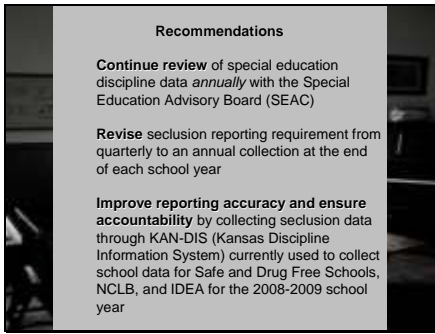 Recommendations
Continue review of special education
discipline data annually with the Special
Education Advisory Board (SEAC)
Revise seclusion reporting requirement from
quarterly to an annual collection at the end
of each school year
Improve reporting accuracy and ensure
accountability by collecting seclusion data
through KAN-DIS (Kansas Discipline
Information System) currently used to collect
school data for Safe and Drug Free Schools,
NCLB, and IDEA for the 2008-2009 school
year